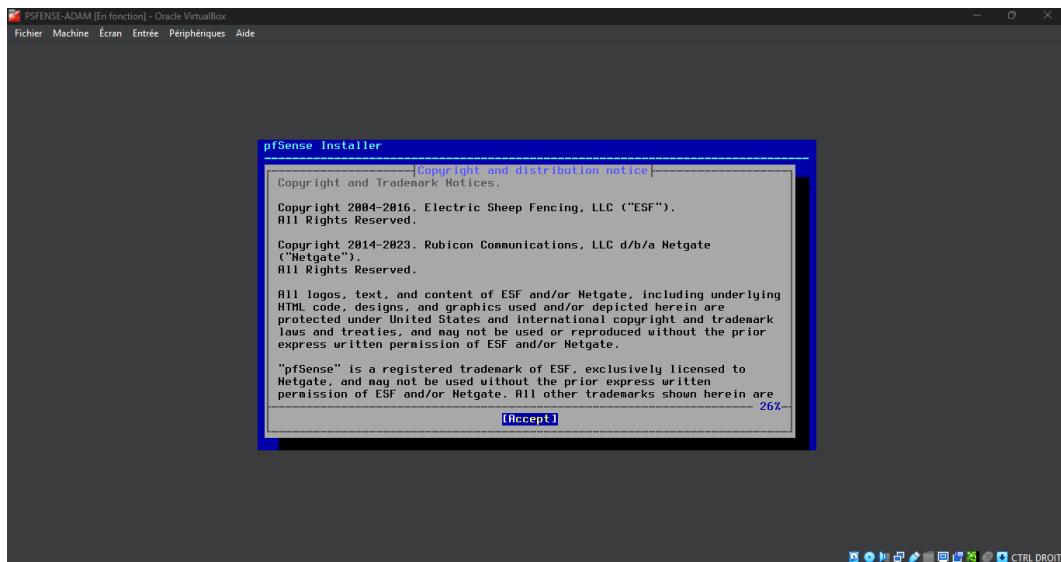 PSFENSE-ADAM [En fonction] - Oracle VirtualBox
Fichier Machine Écran Entrée Périphériques Aide
pfSense Installer
Copyright and distribution notice
Copyright and Trademark Notices.
Copyright 2004-2016. Electric Sheep Fencing, LLC ("ESF").
All Rights Reserved.
Copyright 2014-2023. Rubicon Communications, LLC d/b/a Netgate
("Netgate").
All Rights Reserved.
All logos, text, and content of ESF and/or Netgate, including underlying
HTML code, designs, and graphics used and/or depicted herein are
protected under United States and international copyright and trademark
laws and treaties, and may not be used or reproduced without the prior
express written permission of ESF and/or Netgate.
"pfSense" is a registered trademark of ESF, exclusively licensed to
Netgate, and may not be used without the prior express written
permission of ESF and/or Netgate. All other trademarks shown herein are
26%
[Accept]
CTRL DROIT